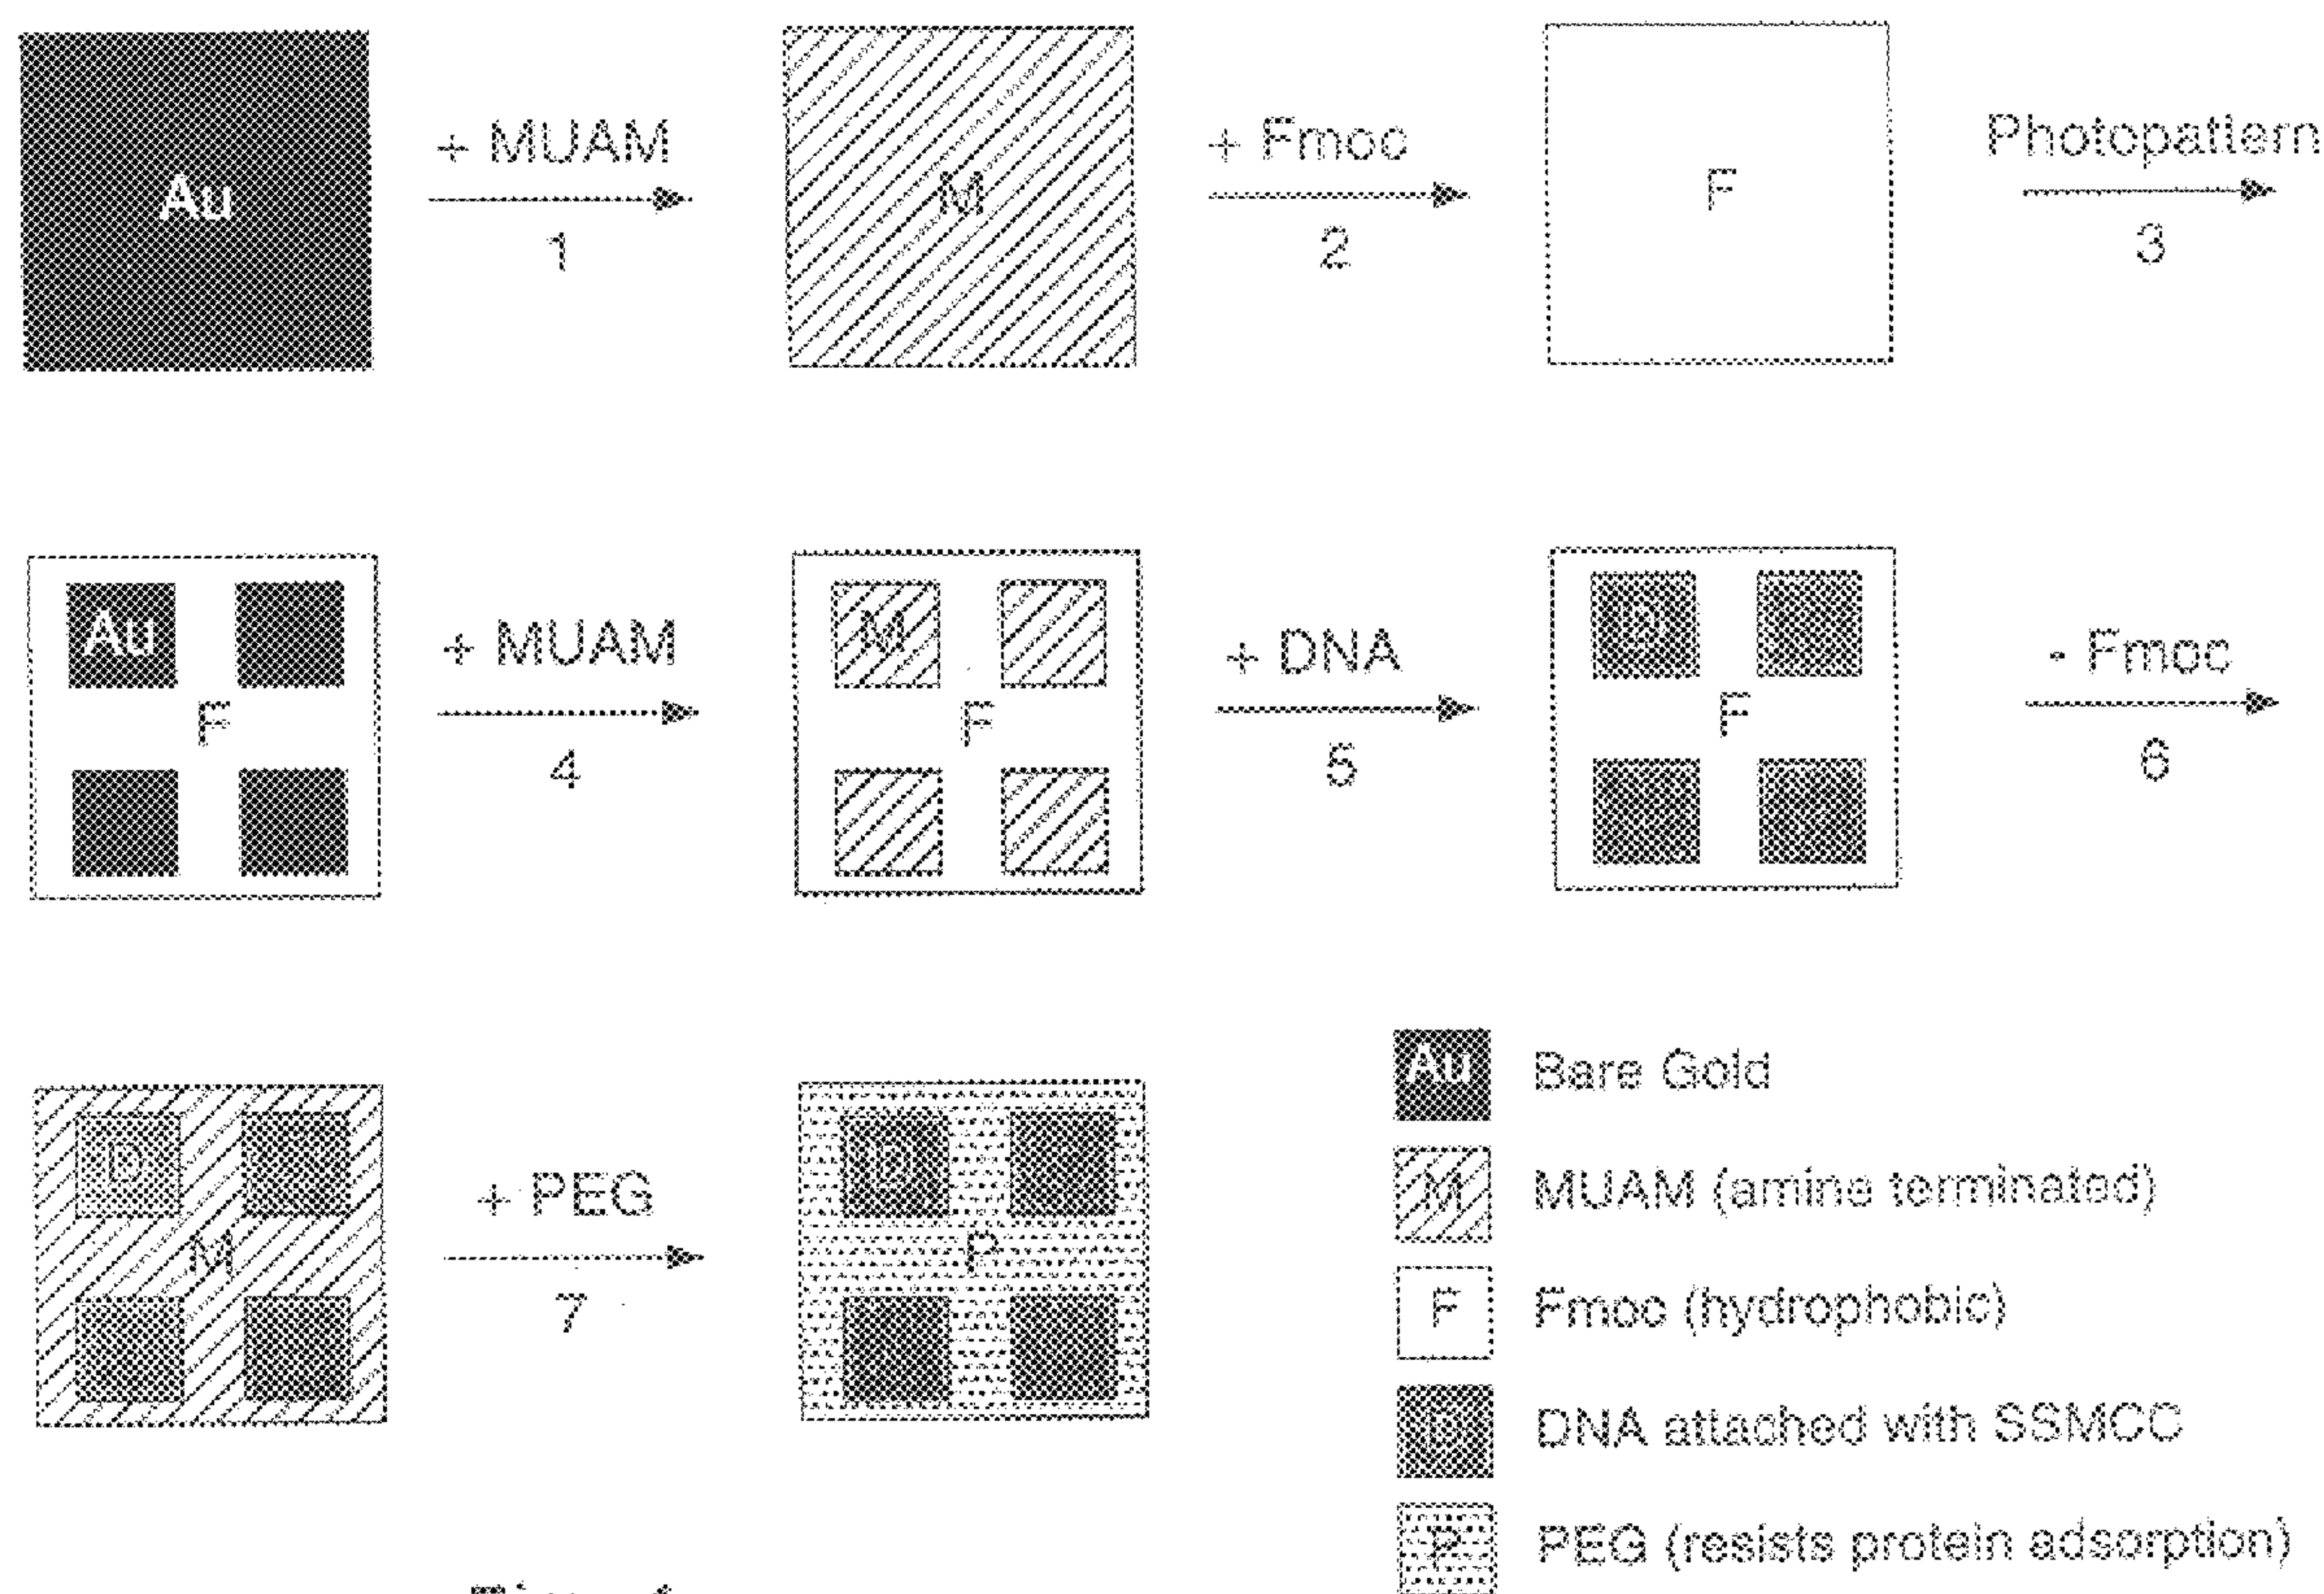 Au
+ MUAM
1
M
+ Fmoc
2
F
Photopattern
3
Au
F
+ MUAM
4
M
F
+ DNA
5
D
F
- Fmoc
6
D
M
+ PEG
7
D
P
Au Bare Gold
M MUAM (amine terminated)
F Fmoc (hydrophobic)
D DNA attached with SSMCC
P PEG (resists protein adsorption)